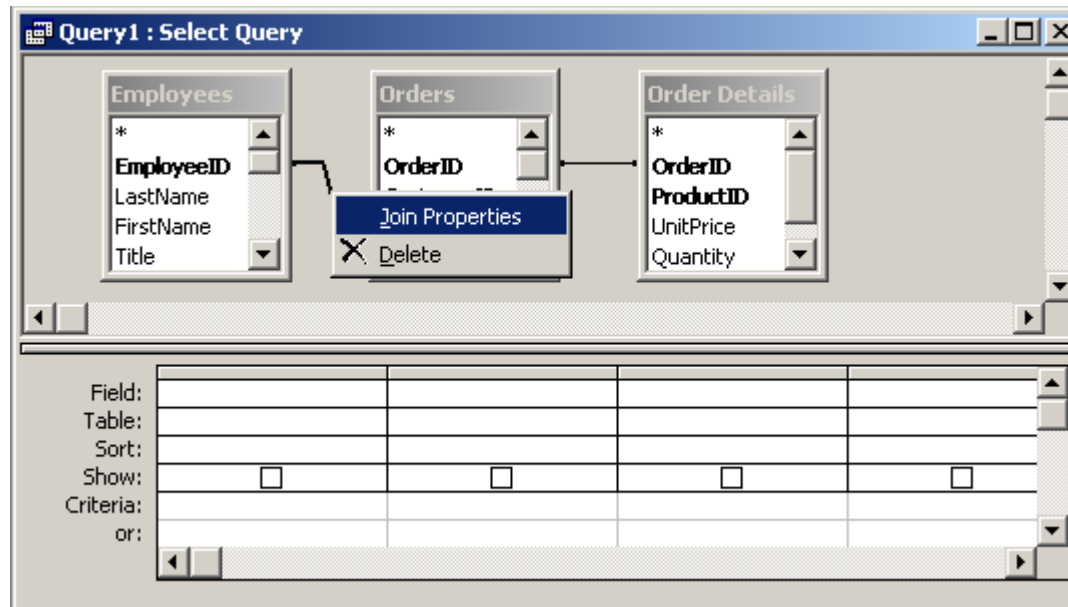 Query1 : Select Query
Employees
*
EmployeeID
LastName
FirstName
Title
Orders
*
OrderID
Order Details
*
OrderID
ProductID
UnitPrice
Quantity
Join Properties
Delete
Field:
Table:
Sort:
Show:
Criteria:
or: